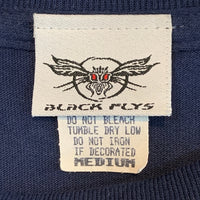 BLACK FLYS
DO NOT BLEACH
TUMBLE DRY LOW
DO NOT IRON
IF DECORATED
MEDIUM